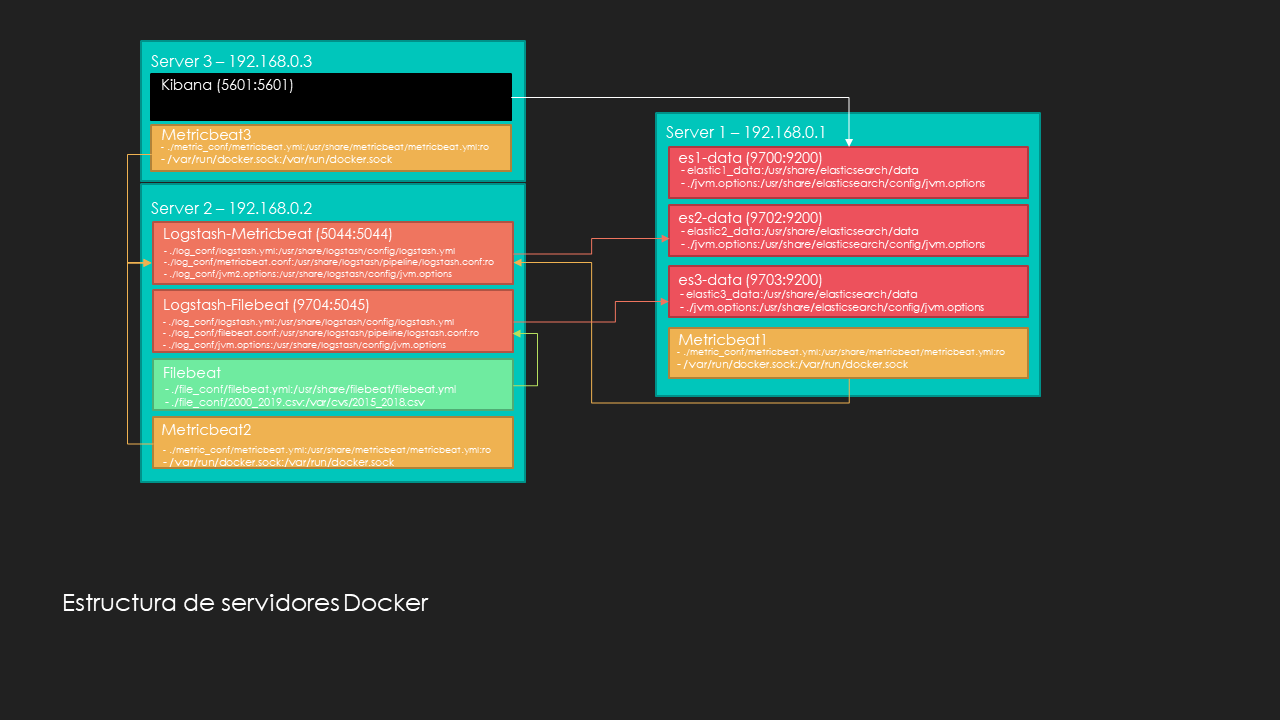 Server 3 – 192.168.0.3
Kibana (5601:5601)
Metricbeat3
- ./metric_conf/metricbeat.yml:/usr/share/metricbeat/metricbeat.yml:ro
- /var/run/docker.sock:/var/run/docker.sock
Server 2 – 192.168.0.2
Logstash-Metricbeat (5044:5044)
- ./log_conf/logstash.yml:/usr/share/logstash/config/logstash.yml
- ./log_conf/metricbeat.conf:/usr/share/logstash/pipeline/logstash.conf:ro
- ./log_conf/jvm2.options:/usr/share/logstash/config/jvm.options
Logstash-Filebeat (9704:5045)
- ./log_conf/logstash.yml:/usr/share/logstash/config/logstash.yml
- ./log_conf/filebeat.conf:/usr/share/logstash/pipeline/logstash.conf:ro
- ./log_conf/jvm.options:/usr/share/logstash/config/jvm.options
Filebeat
- ./file_conf/filebeat.yml:/usr/share/filebeat/filebeat.yml
- ./file_conf/2000_2019.csv:/var/cvs/2015_2018.csv
Metricbeat2
- ./metric_conf/metricbeat.yml:/usr/share/metricbeat/metricbeat.yml:ro
- /var/run/docker.sock:/var/run/docker.sock
Server 1 – 192.168.0.1
es1-data (9700:9200)
- elastic1_data:/usr/share/elasticsearch/data
- ./jvm.options:/usr/share/elasticsearch/config/jvm.options
es2-data (9702:9200)
- elastic2_data:/usr/share/elasticsearch/data
- ./jvm.options:/usr/share/elasticsearch/config/jvm.options
es3-data (9703:9200)
- elastic3_data:/usr/share/elasticsearch/data
- ./jvm.options:/usr/share/elasticsearch/config/jvm.options
Metricbeat1
- ./metric_conf/metricbeat.yml:/usr/share/metricbeat/metricbeat.yml:ro
- /var/run/docker.sock:/var/run/docker.sock
Estructura de servidores Docker